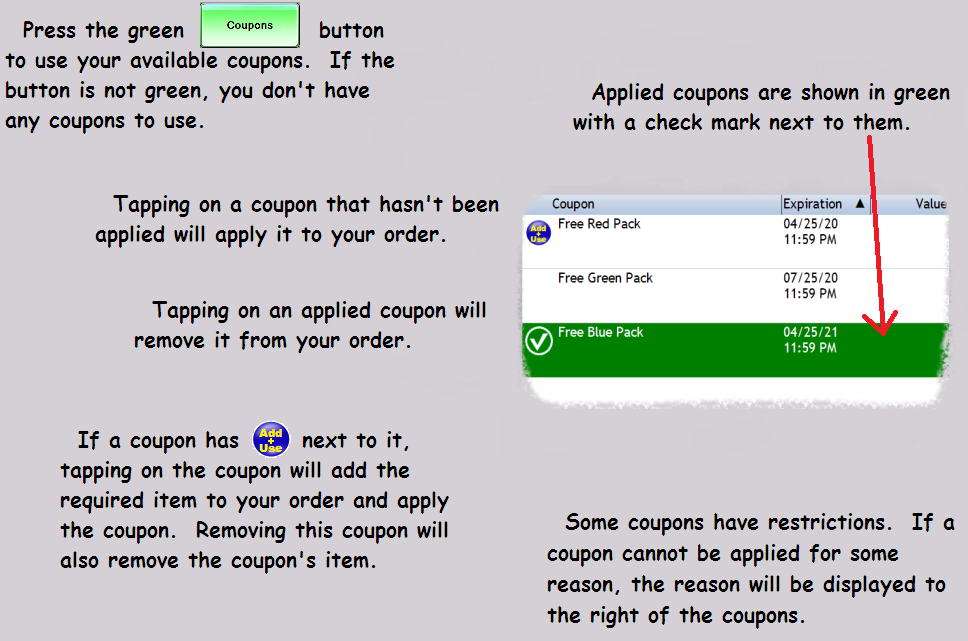 Press the green Coupons button
to use your available coupons. If the
button is not green, you don't have
any coupons to use.
Applied coupons are shown in green
with a check mark next to them.
Tapping on a coupon that hasn't been
applied will apply it to your order.
Tapping on an applied coupon will
remove it from your order.
Coupon Expiration ▲ Value
Add + Use Free Red Pack 04/25/20
11:59 PM
Free Green Pack 07/25/20
11:59 PM
Free Blue Pack 04/25/21
11:59 PM
If a coupon has Add + Use next to it,
tapping on the coupon will add the
required item to your order and apply
the coupon. Removing this coupon will
also remove the coupon's item.
Some coupons have restrictions. If a
coupon cannot be applied for some
reason, the reason will be displayed to
the right of the coupons.